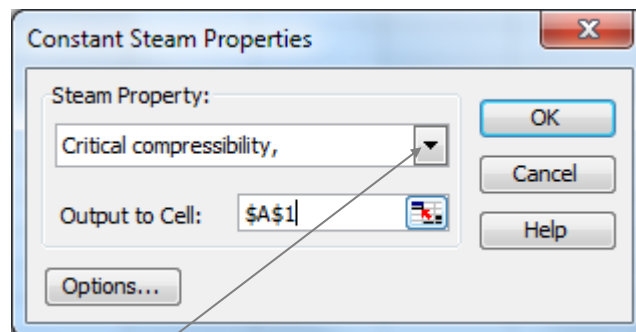 Constant Steam Properties
Steam Property:
Critical compressibility,
Output to Cell: $A$1
OK
Cancel
Help
Options...